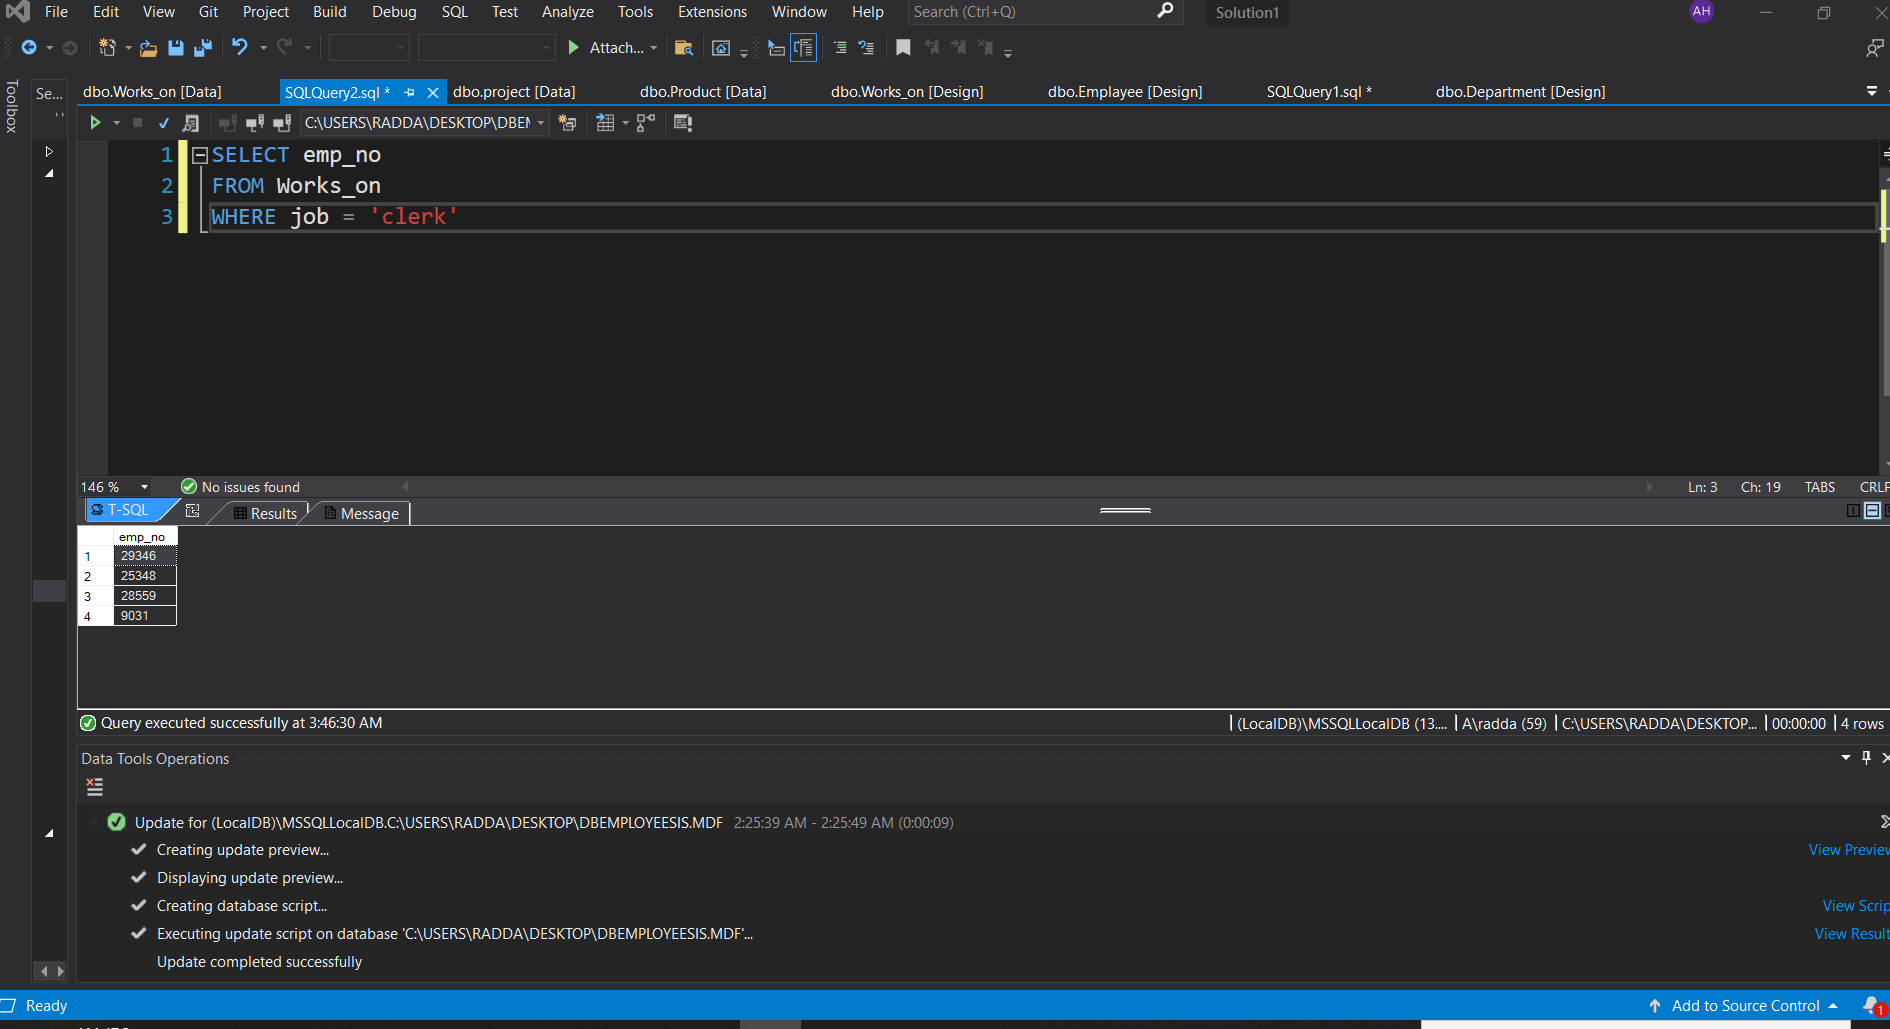 File Edit View Git Project Build Debug SQL Test Analyze Tools Extensions Window Help Search (Ctrl+Q) Solution1 AH
Attach...
Toolbox
Se...
dbo.Works_on [Data] SQLQuery2.sql * dbo.project [Data] dbo.Product [Data] dbo.Works_on [Design] dbo.Emplayee [Design] SQLQuery1.sql * dbo.Department [Design]
C:\USERS\RADDA\DESKTOP\DBEM
1 SELECT emp_no
2 FROM Works_on
3 WHERE job = 'clerk'
146 % No issues found Ln: 3 Ch: 19 TABS CRLF
T-SQL Results Message
emp_no
1 29346
2 25348
3 28559
4 9031
Query executed successfully at 3:46:30 AM (LocalDB)\MSSQLLocalDB (13.... A\radda (59) C:\USERS\RADDA\DESKTOP... 00:00:00 4 rows
Data Tools Operations
Update for (LocalDB)\MSSQLLocalDB.C:\USERS\RADDA\DESKTOP\DBEMPLOYEESIS.MDF 2:25:39 AM - 2:25:49 AM (0:00:09)
Creating update preview... View Preview
Displaying update preview...
Creating database script... View Scrip
Executing update script on database 'C:\USERS\RADDA\DESKTOP\DBEMPLOYEESIS.MDF'... View Result
Update completed successfully
Ready Add to Source Control 1